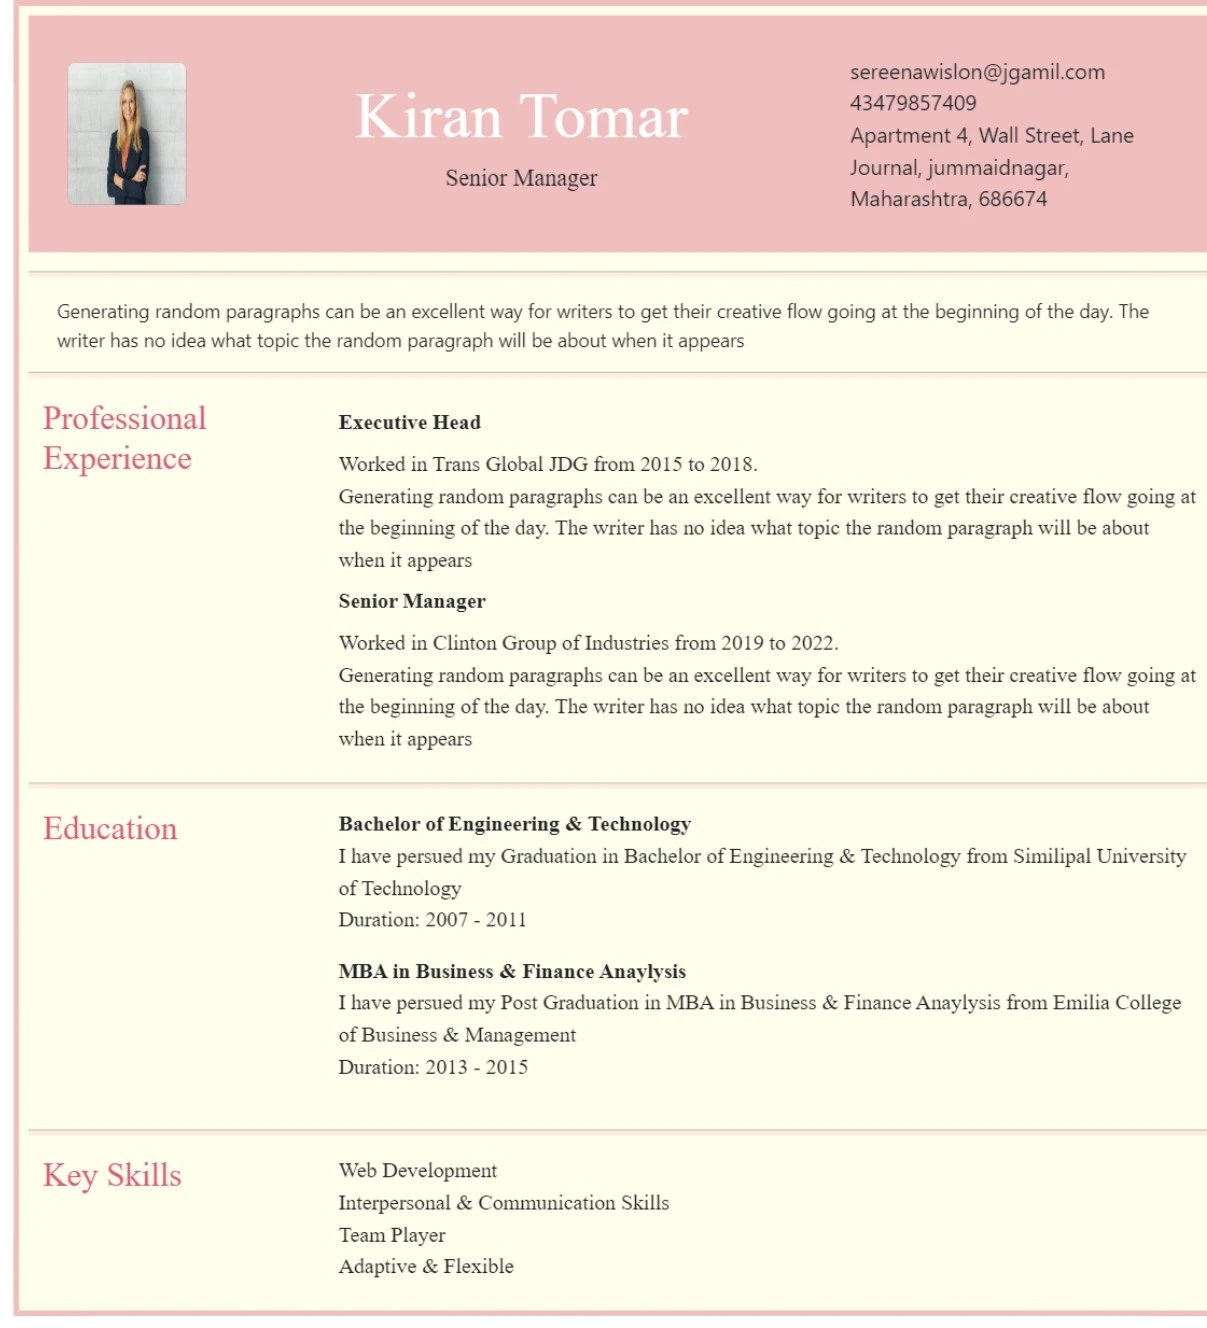 Kiran Tomar
Senior Manager
sereenawislon@jgamil.com
43479857409
Apartment 4, Wall Street, Lane
Journal, jummaidnagar,
Maharashtra, 686674
Generating random paragraphs can be an excellent way for writers to get their creative flow going at the beginning of the day. The
writer has no idea what topic the random paragraph will be about when it appears
Professional
Experience
Executive Head
Worked in Trans Global JDG from 2015 to 2018.
Generating random paragraphs can be an excellent way for writers to get their creative flow going at
the beginning of the day. The writer has no idea what topic the random paragraph will be about
when it appears
Senior Manager
Worked in Clinton Group of Industries from 2019 to 2022.
Generating random paragraphs can be an excellent way for writers to get their creative flow going at
the beginning of the day. The writer has no idea what topic the random paragraph will be about
when it appears
Education
Bachelor of Engineering & Technology
I have persued my Graduation in Bachelor of Engineering & Technology from Similipal University
of Technology
Duration: 2007 - 2011
MBA in Business & Finance Anaylysis
I have persued my Post Graduation in MBA in Business & Finance Anaylysis from Emilia College
of Business & Management
Duration: 2013 - 2015
Key Skills
Web Development
Interpersonal & Communication Skills
Team Player
Adaptive & Flexible